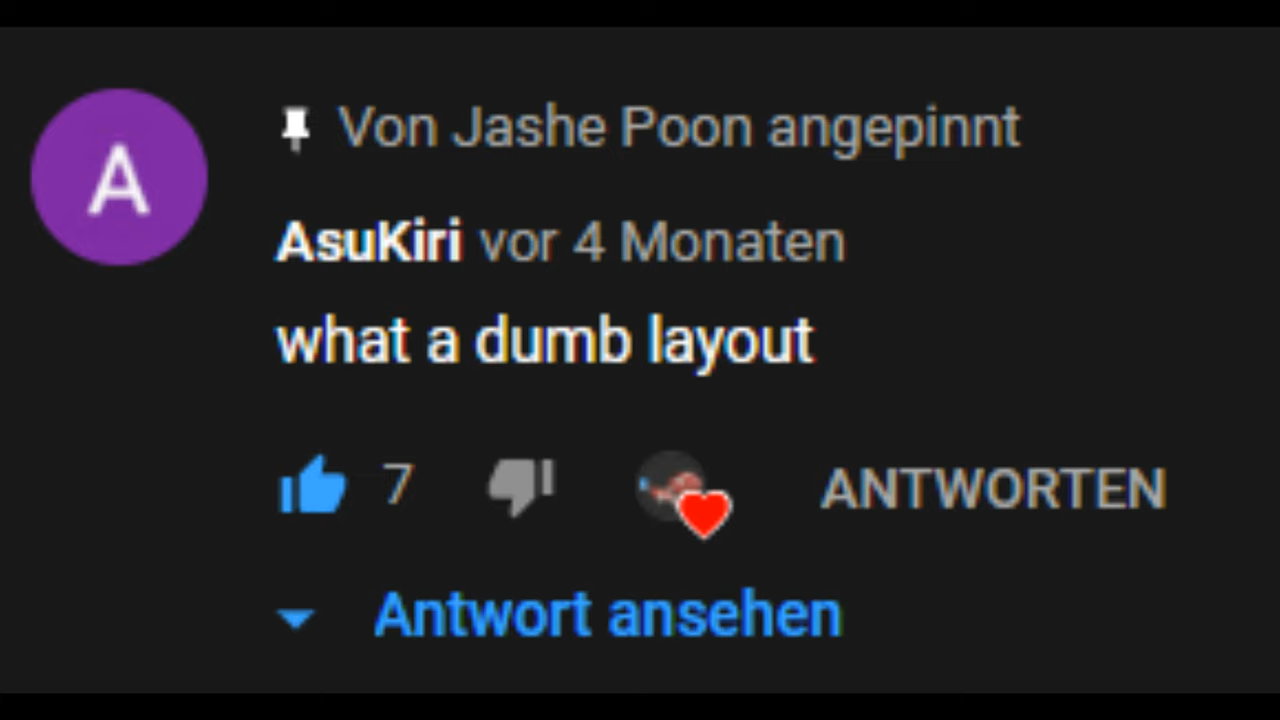 A
Von Jashe Poon angepinnt
AsuKiri vor 4 Monaten
what a dumb layout
7 ANTWORTEN
Antwort ansehen